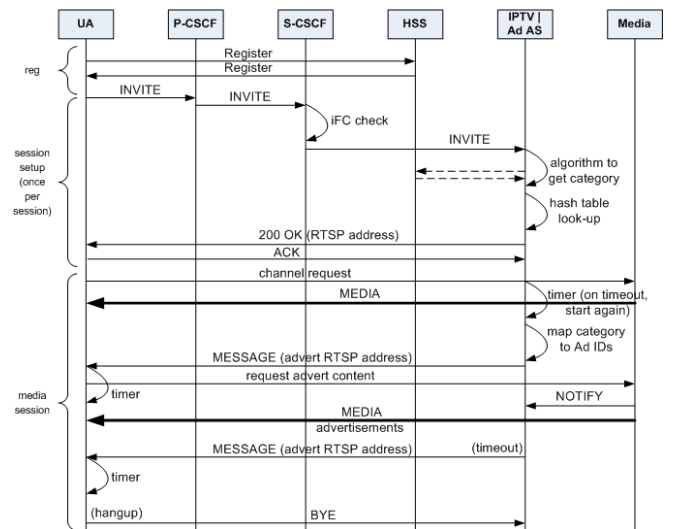 UA
P-CSCF
S-CSCF
HSS
IPTV |
Ad AS
Media
reg
Register
Register
INVITE
INVITE
iFC check
INVITE
session
setup
(once
per
session)
algorithm to
get category
hash table
look-up
200 OK (RTSP address)
ACK
channel request
MEDIA
timer (on timeout,
start again)
map category
to Ad IDs
MESSAGE (advert RTSP address)
request advert content
timer
media
session
NOTIFY
MEDIA
advertisements
MESSAGE (advert RTSP address)
(timeout)
timer
(hangup)
BYE